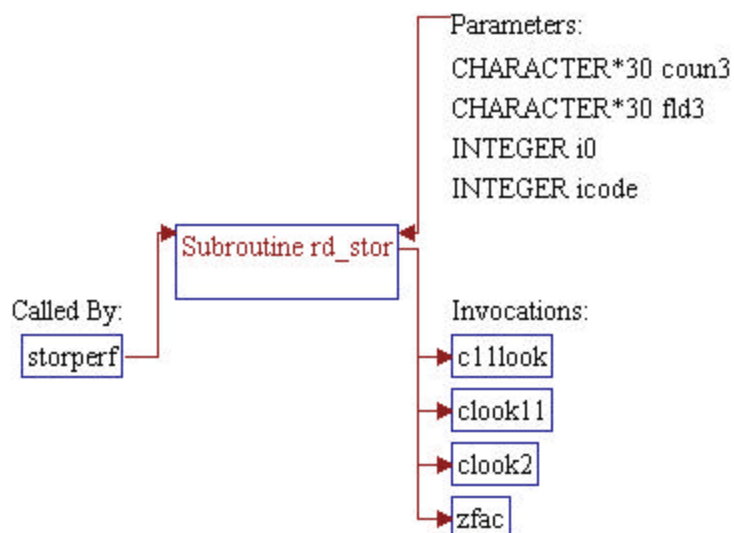 Parameters:
CHARACTER*30 coun3
CHARACTER*30 fld3
INTEGER i0
INTEGER icode
Subroutine rd_stor
Called By:
storperf
Invocations:
c11look
clook11
clook2
zfac